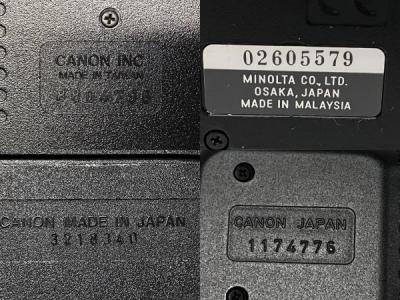 CANON INC
MADE IN TAIWAN
02605579
MINOLTA CO., LTD.
OSAKA, JAPAN
MADE IN MALAYSIA
CANON MADE IN JAPAN
3218340
CANON JAPAN
1174776